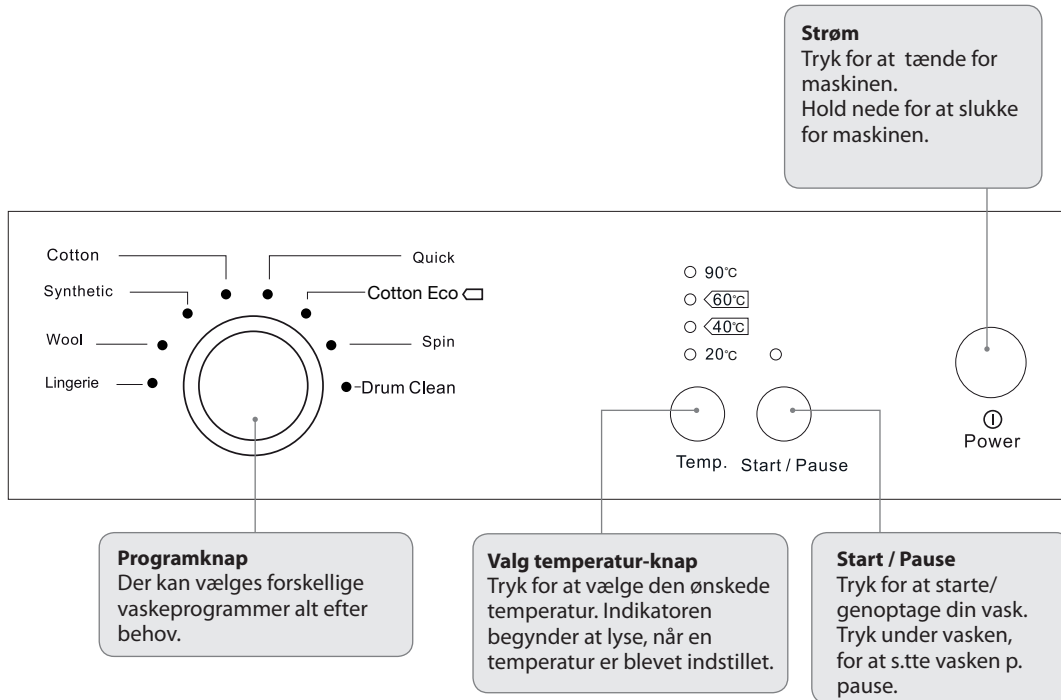 Strøm
Tryk for at tænde for
maskinen.
Hold nede for at slukke
for maskinen.
Cotton
Quick
Synthetic
Cotton Eco
Wool
Spin
Lingerie
Drum Clean
90°C
60°C
40°C
20°C
Temp.
Start / Pause
Power
Programknap
Der kan vælges forskellige
vaskeprogrammer alt efter
behov.
Valg temperatur-knap
Tryk for at vælge den ønskede
temperatur. Indikatoren
begynder at lyse, når en
temperatur er blevet indstillet.
Start / Pause
Tryk for at starte/
genoptage din vask.
Tryk under vasken,
for at s.tte vasken p.
pause.